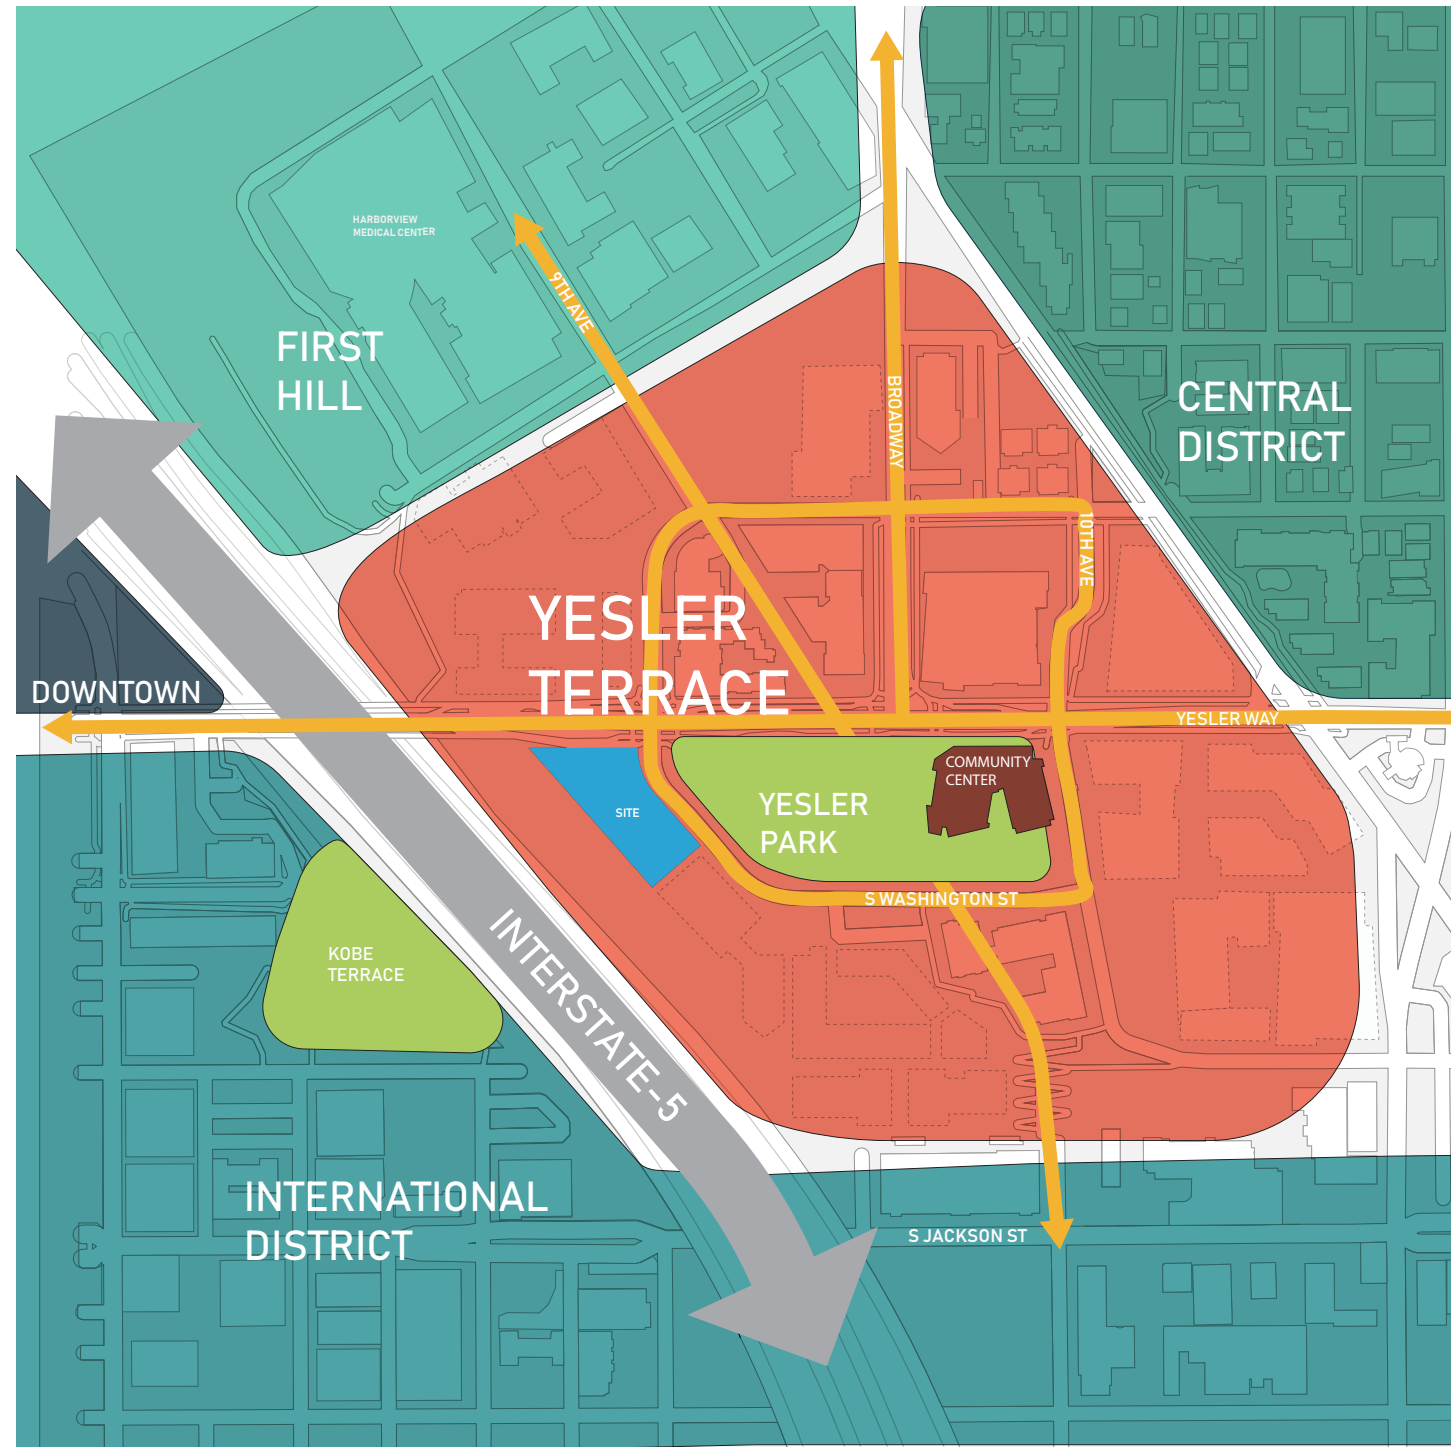 HARBORVIEW
MEDICAL CENTER
9TH AVE
FIRST
HILL
BROADWAY
CENTRAL
DISTRICT
10TH AVE
YESLER
TERRACE
DOWNTOWN
YESLER WAY
COMMUNITY
CENTER
SITE
YESLER
PARK
S WASHINGTON ST
KOBE
TERRACE
INTERSTATE-5
INTERNATIONAL
DISTRICT
S JACKSON ST